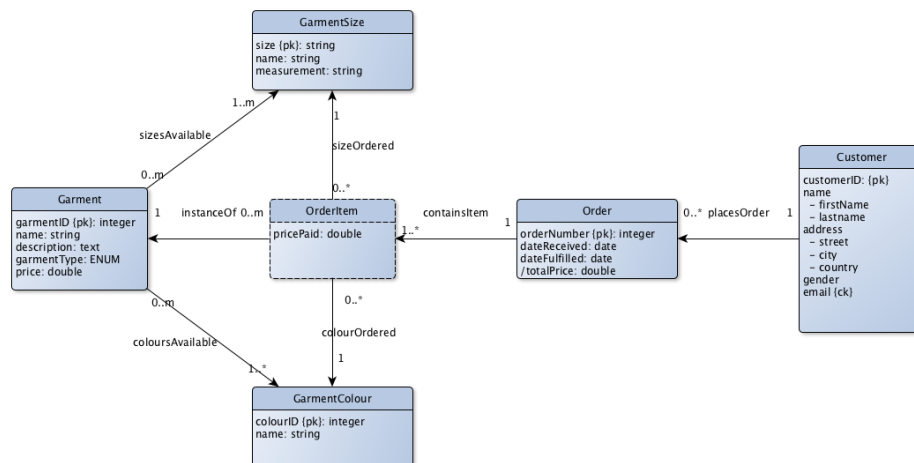 GarmentSize
size {pk}: string
name: string
measurement: string
1..m
1
sizesAvailable
sizeOrdered
0..m
0..*
Garment
garmentID {pk}: integer
name: string
description: text
garmentType: ENUM
price: double
1 instanceOf 0..m
OrderItem
pricePaid: double
containsItem
1..*
1
Order
orderNumber {pk}: integer
dateReceived: date
dateFulfilled: date
/totalPrice: double
0..* placesOrder 1
Customer
customerID: {pk}
name
- firstName
- lastname
address
- street
- city
- country
gender
email {ck}
0..m
0..*
coloursAvailable
colourOrdered
1..*
1
GarmentColour
colourID {pk}: integer
name: string